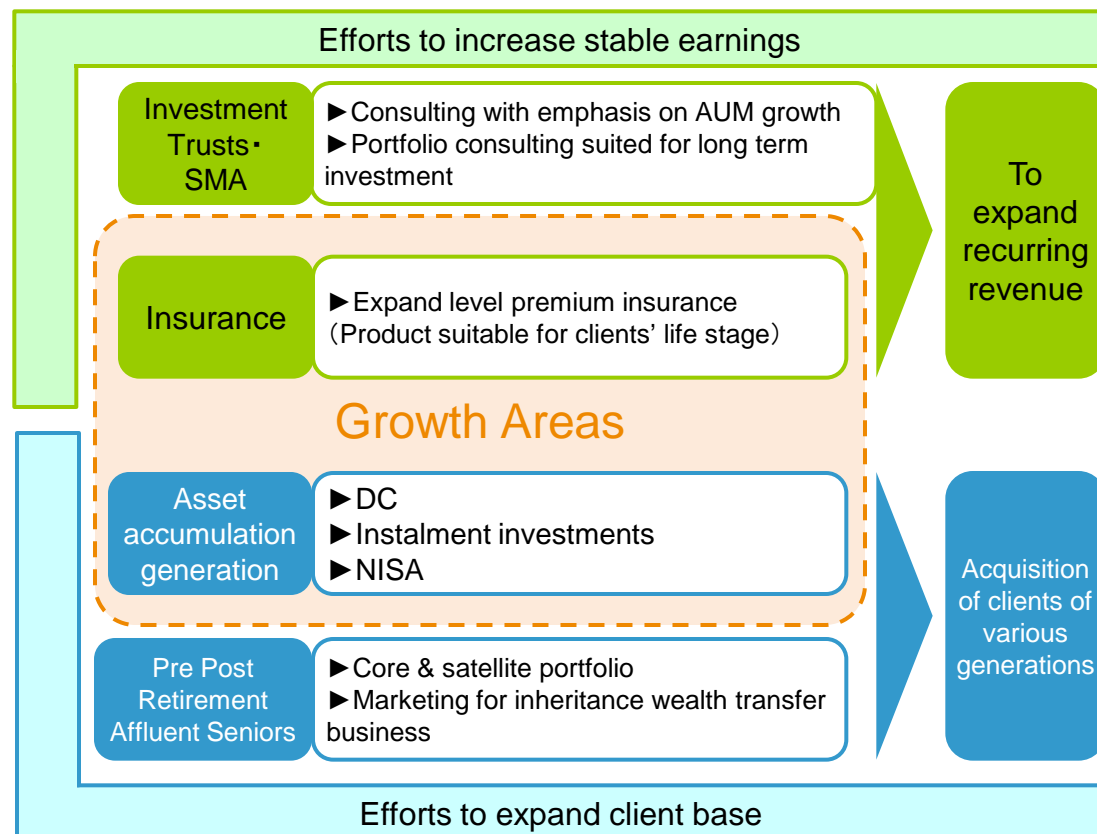 Efforts to increase stable earnings
Investment
Trusts・
SMA
►Consulting with emphasis on AUM growth
►Portfolio consulting suited for long term
investment
To
expand
recurring
revenue
Insurance
►Expand level premium insurance
（Product suitable for clients’ life stage）
Growth Areas
Asset
accumulation
generation
►DC
►Instalment investments
►NISA
Acquisition
of clients of
various
generations
Pre Post
Retirement
Affluent Seniors
►Core & satellite portfolio
►Marketing for inheritance wealth transfer
business
Efforts to expand client base